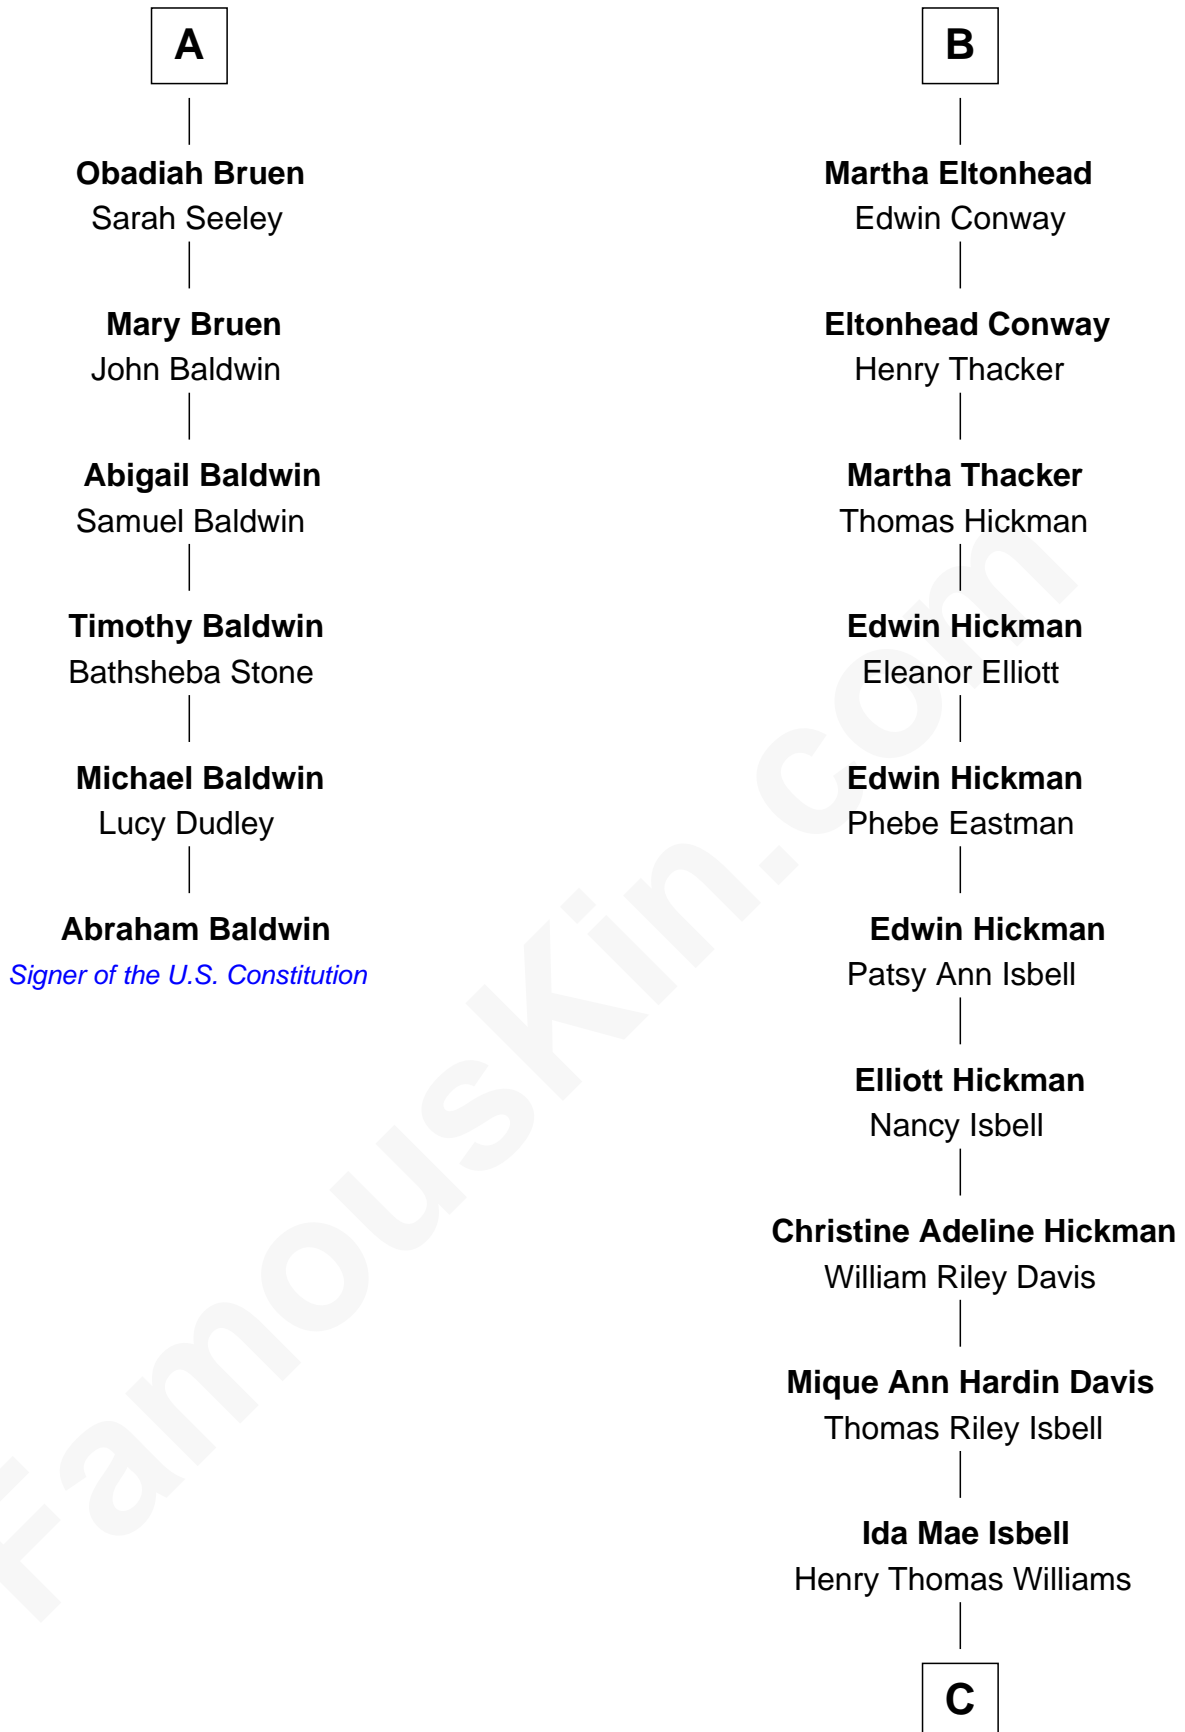 A
Obadiah Bruen
Sarah Seeley
Mary Bruen
John Baldwin
Abigail Baldwin
Samuel Baldwin
Timothy Baldwin
Bathsheba Stone
Michael Baldwin
Lucy Dudley
Abraham Baldwin
Signer of the U.S. Constitution
B
Martha Eltonhead
Edwin Conway
Eltonhead Conway
Henry Thacker
Martha Thacker
Thomas Hickman
Edwin Hickman
Eleanor Elliott
Edwin Hickman
Phebe Eastman
Edwin Hickman
Patsy Ann Isbell
Elliott Hickman
Nancy Isbell
Christine Adeline Hickman
William Riley Davis
Mique Ann Hardin Davis
Thomas Riley Isbell
Ida Mae Isbell
Henry Thomas Williams
C
FamousKin.com